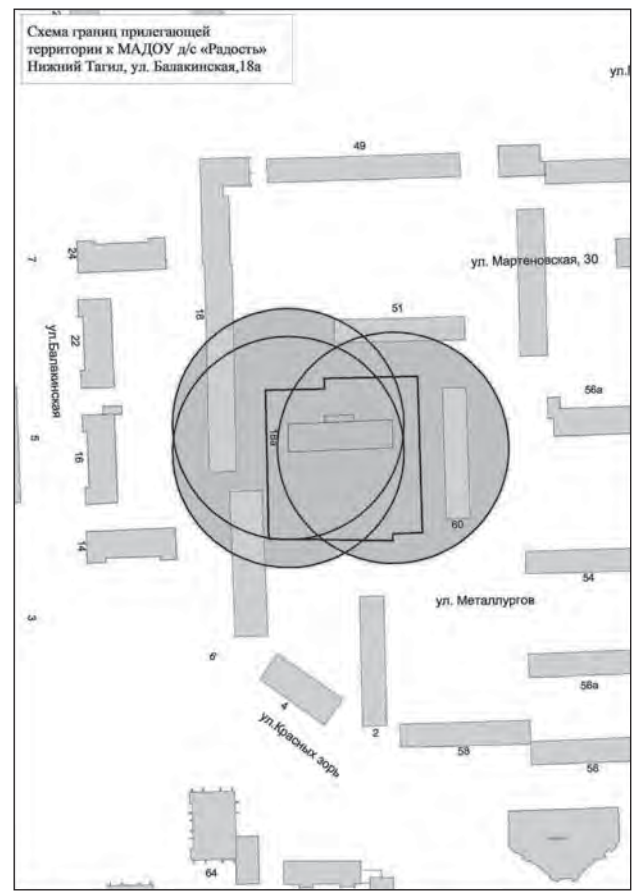 Схема границ прилегающей
территории к МАДОУ д/с «Радость»
Нижний Тагил, ул. Балакинская,18а
49
24
7
ул. Мартеновская, 30
18
51
22
ул.Балакинская
56а
5
16
18а
60
14
54
3
ул. Металлургов
6
56а
4
2
ул.Красных зорь
58
56
64